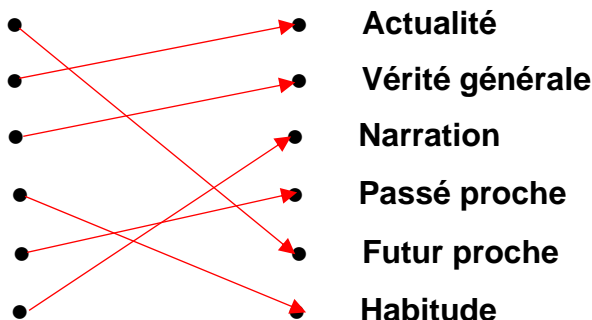 Actualité
Vérité générale
Narration
Passé proche
Futur proche
Habitude